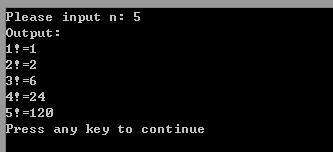 Please input n: 5
Output:
1!=1
2!=2
3!=6
4!=24
5!=120
Press any key to continue